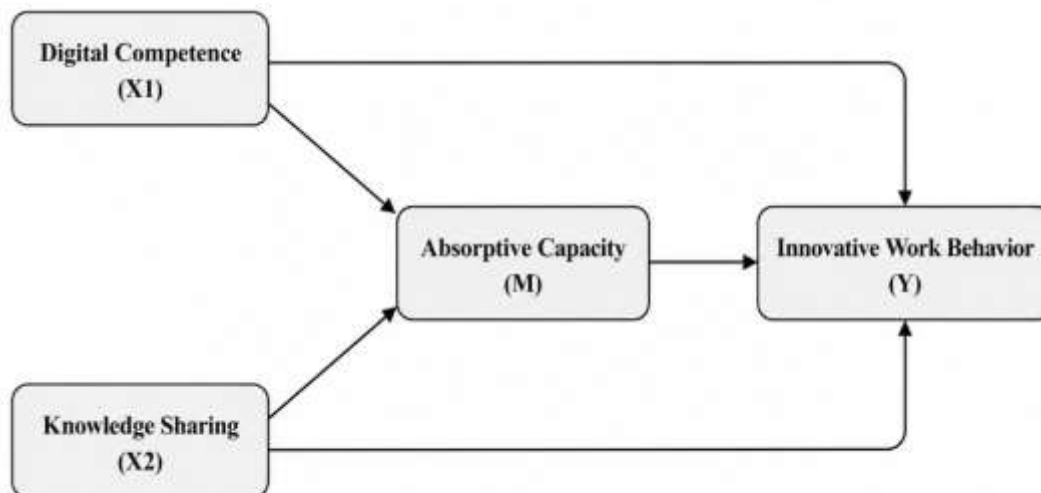 Digital Competence
(X1)
Absorptive Capacity
(M)
Innovative Work Behavior
(Y)
Knowledge Sharing
(X2)